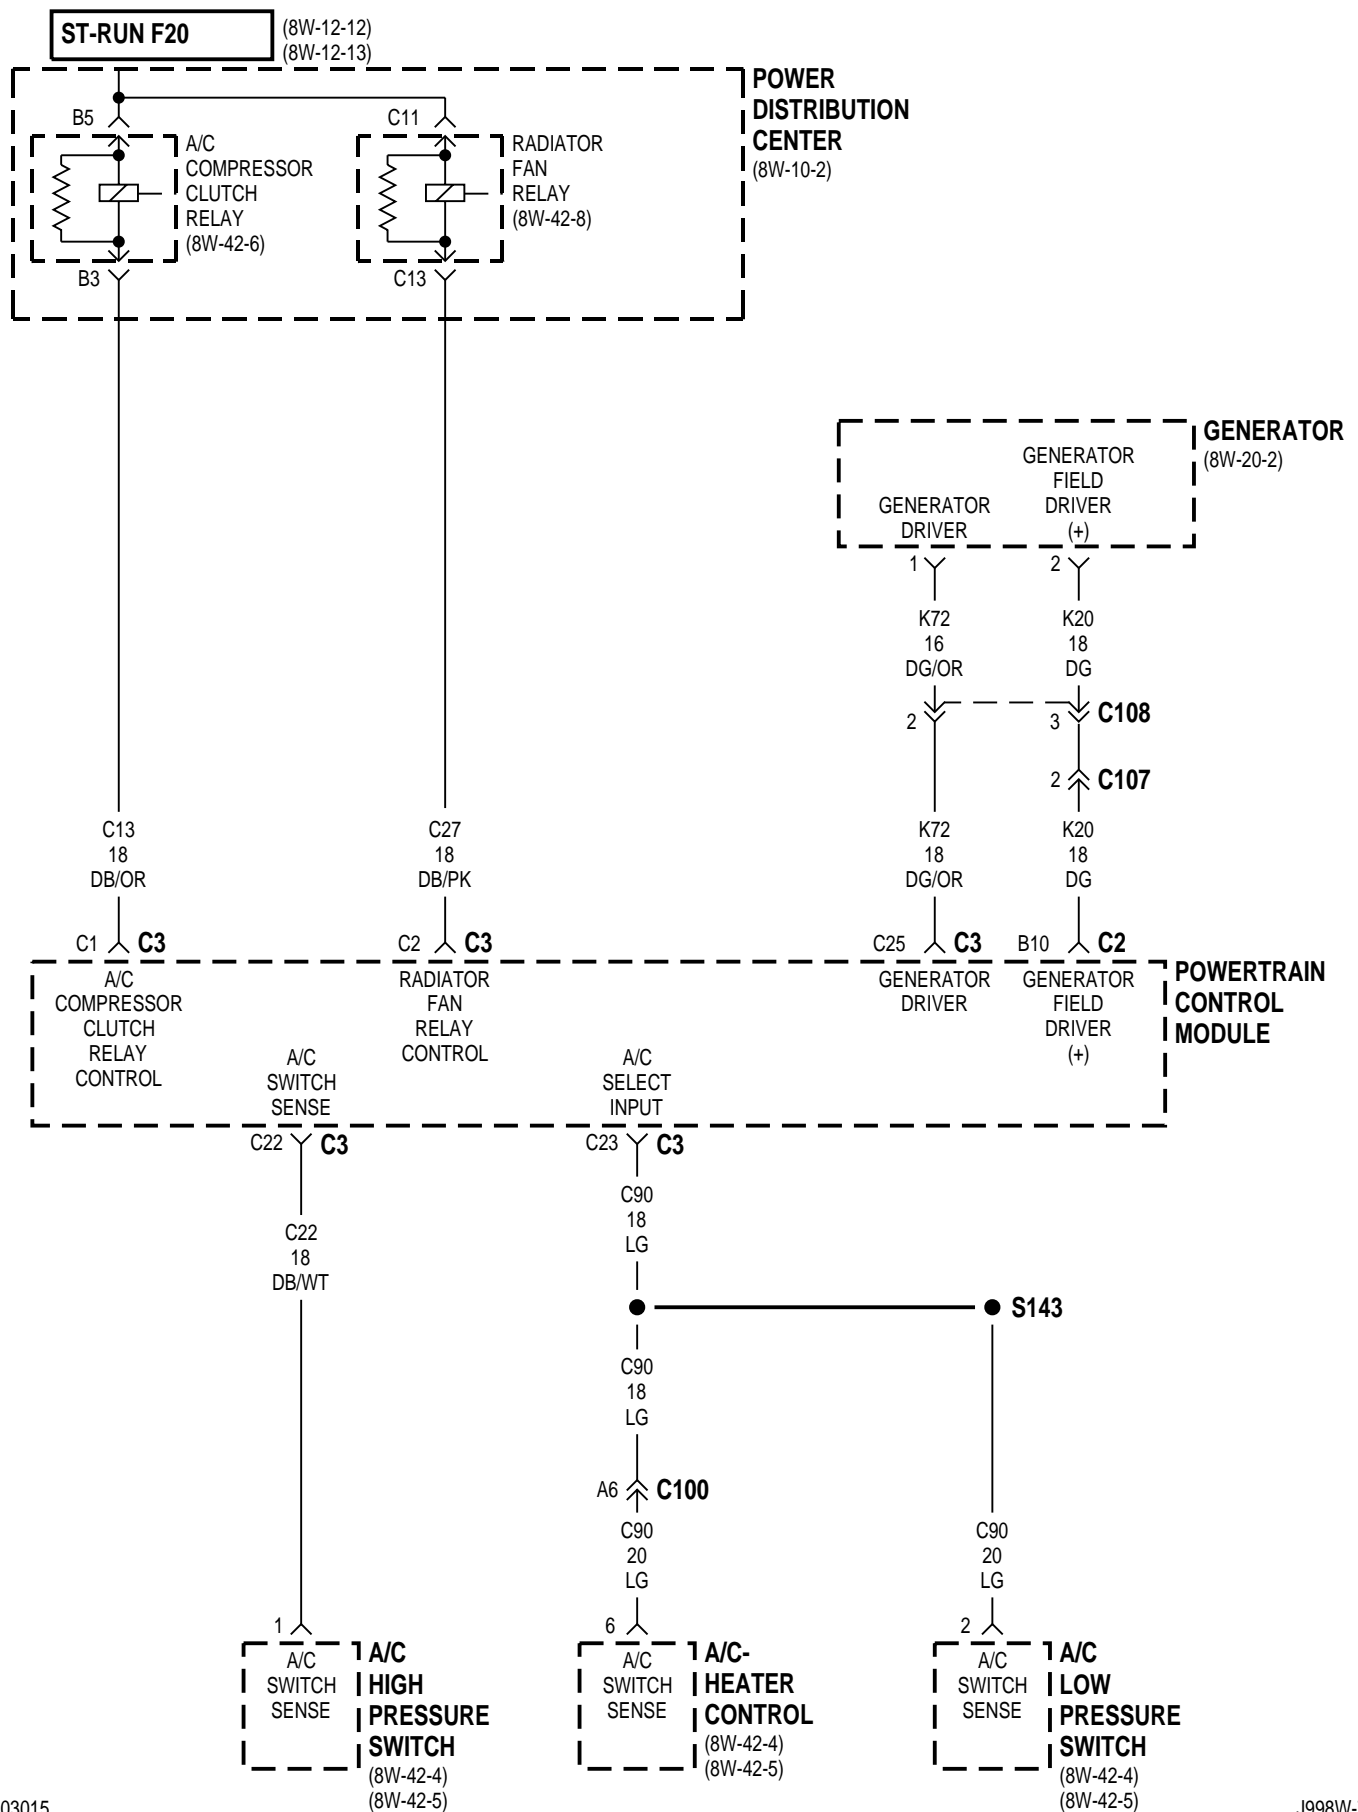 ST-RUN F20
(8W-12-12)
(8W-12-13)
POWER
DISTRIBUTION
CENTER
(8W-10-2)
B5
A/C
COMPRESSOR
CLUTCH
RELAY
(8W-42-6)
B3
C11
RADIATOR
FAN
RELAY
(8W-42-8)
C13
GENERATOR
(8W-20-2)
GENERATOR
DRIVER
GENERATOR
FIELD
DRIVER
(+)
1
2
K72
16
DG/OR
K20
18
DG
2
3
C108
2
C107
C13
18
DB/OR
C27
18
DB/PK
K72
18
DG/OR
K20
18
DG
C1
C3
C2
C3
C25
C3
B10
C2
POWERTRAIN
CONTROL
MODULE
A/C
COMPRESSOR
CLUTCH
RELAY
CONTROL
RADIATOR
FAN
RELAY
CONTROL
GENERATOR
DRIVER
GENERATOR
FIELD
DRIVER
(+)
A/C
SWITCH
SENSE
A/C
SELECT
INPUT
C22
C3
C23
C3
C22
18
DB/WT
C90
18
LG
S143
C90
18
LG
A6
C100
C90
20
LG
C90
20
LG
1
6
2
A/C
SWITCH
SENSE
A/C
HIGH
PRESSURE
SWITCH
(8W-42-4)
(8W-42-5)
A/C
SWITCH
SENSE
A/C-
HEATER
CONTROL
(8W-42-4)
(8W-42-5)
A/C
SWITCH
SENSE
A/C
LOW
PRESSURE
SWITCH
(8W-42-4)
(8W-42-5)
03015
J998W-